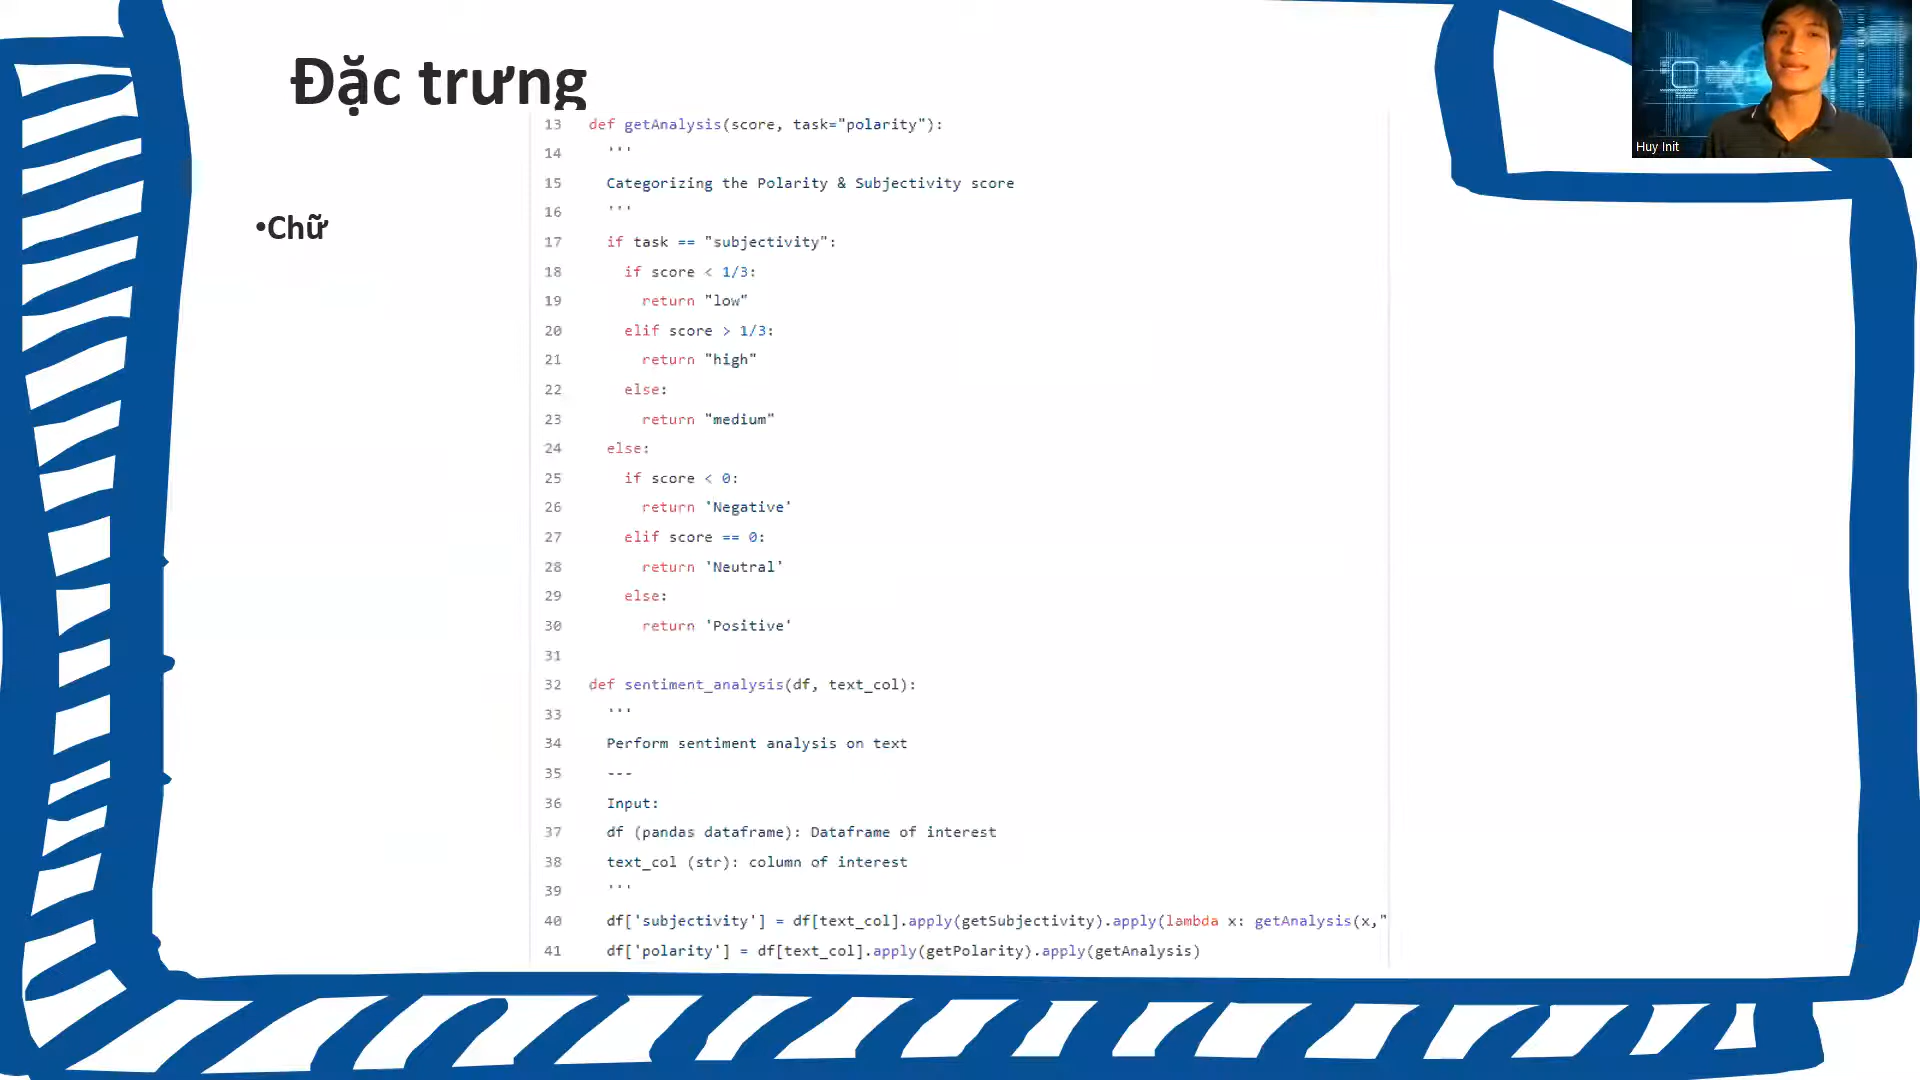 Đặc trưng
Huy Init
•Chữ
13 def getAnalysis(score, task="polarity"):
14 '''
15 Categorizing the Polarity & Subjectivity score
16 '''
17 if task == "subjectivity":
18 if score < 1/3:
19 return "low"
20 elif score > 1/3:
21 return "high"
22 else:
23 return "medium"
24 else:
25 if score < 0:
26 return 'Negative'
27 elif score == 0:
28 return 'Neutral'
29 else:
30 return 'Positive'
31
32 def sentiment_analysis(df, text_col):
33 '''
34 Perform sentiment analysis on text
35 ---
36 Input:
37 df (pandas dataframe): Dataframe of interest
38 text_col (str): column of interest
39 '''
40 df['subjectivity'] = df[text_col].apply(getSubjectivity).apply(lambda x: getAnalysis(x,"
41 df['polarity'] = df[text_col].apply(getPolarity).apply(getAnalysis)